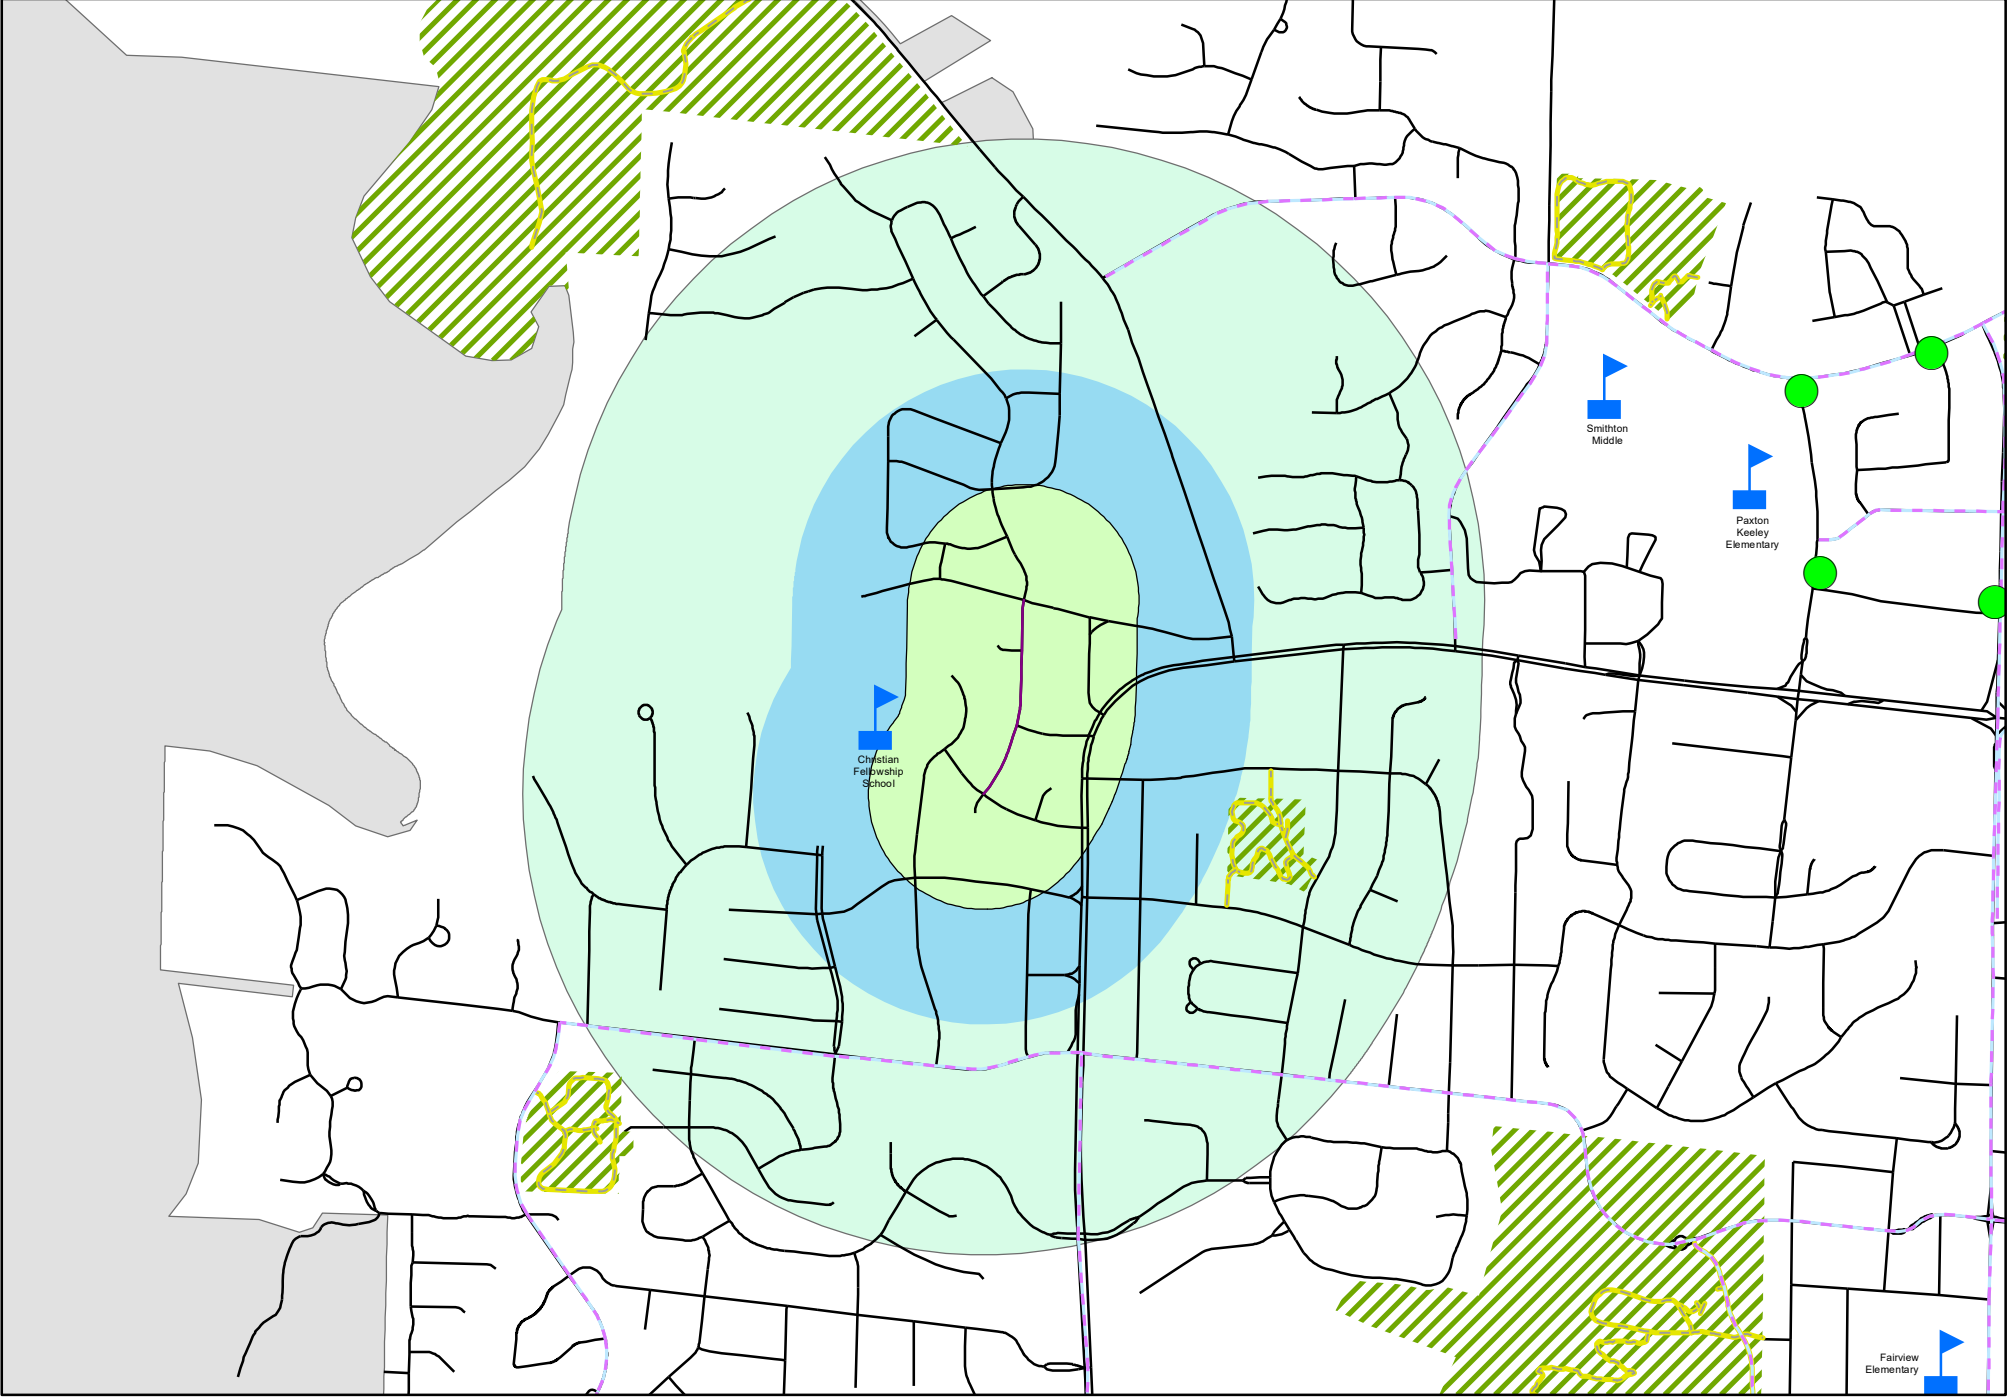 Smithton
Middle
Paxton
Keeley
Elementary
Christian
Fellowship
School
Fairview
Elementary